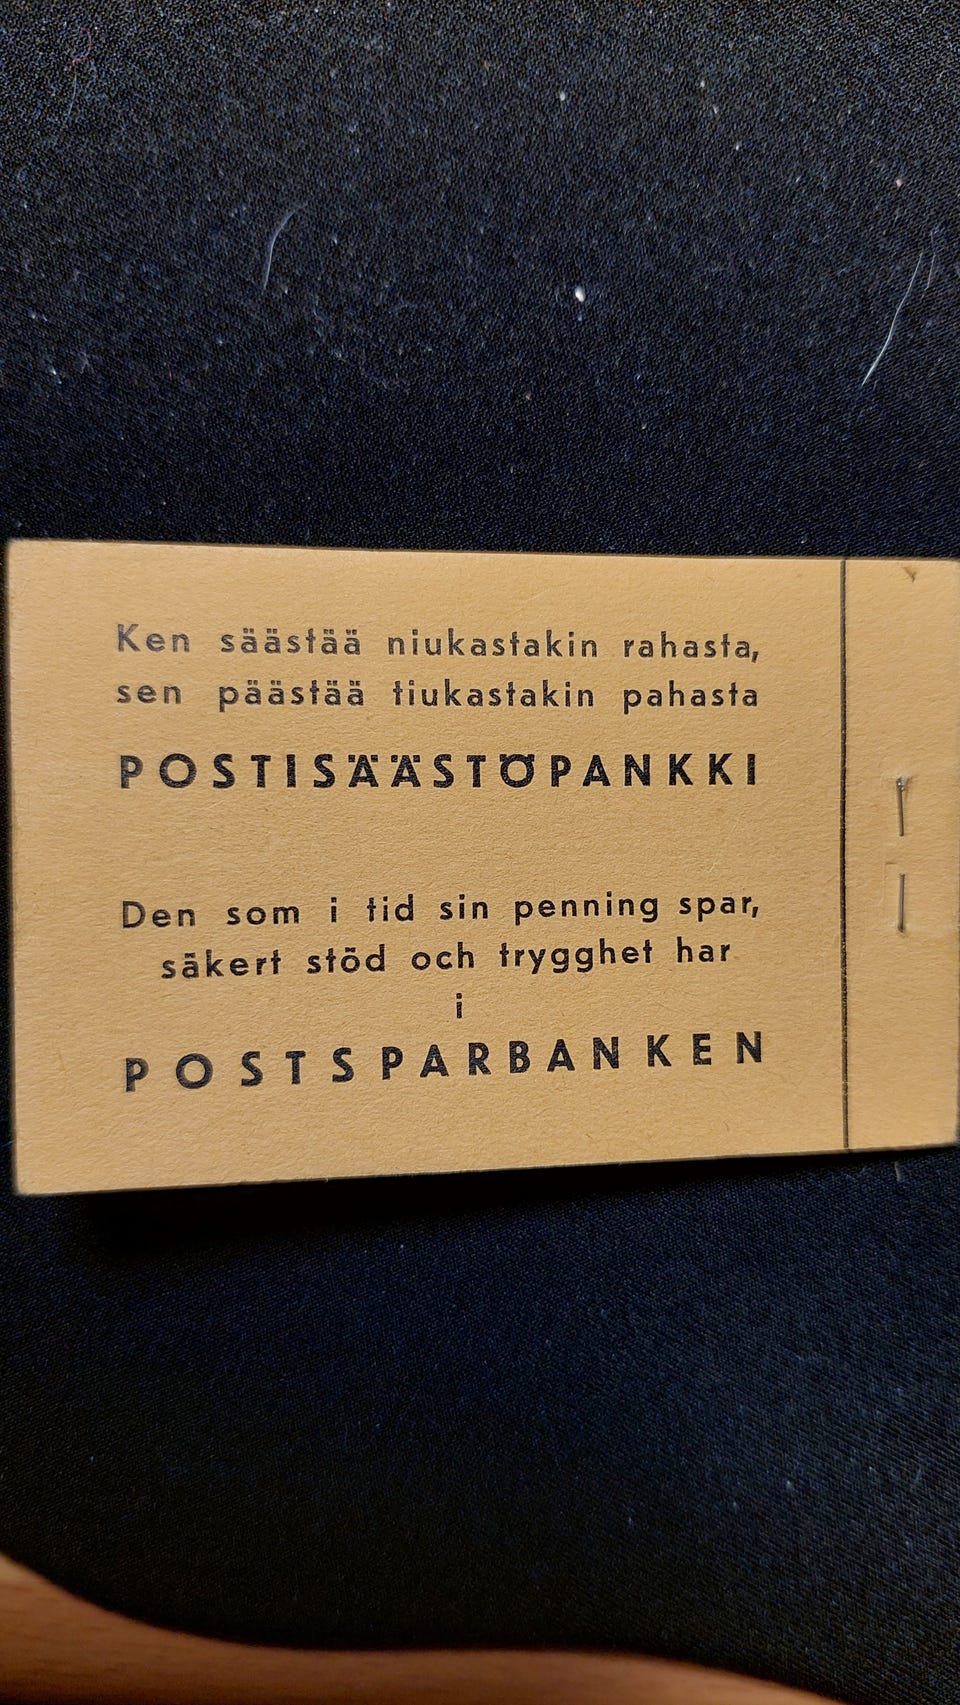 Ken säästää niukastakin rahasta,
sen päästää tiukastakin pahasta
POSTISÄÄSTÖPANKKI
Den som i tid sin penning spar,
säkert stöd och trygghet har
i
POSTSPARBANKEN